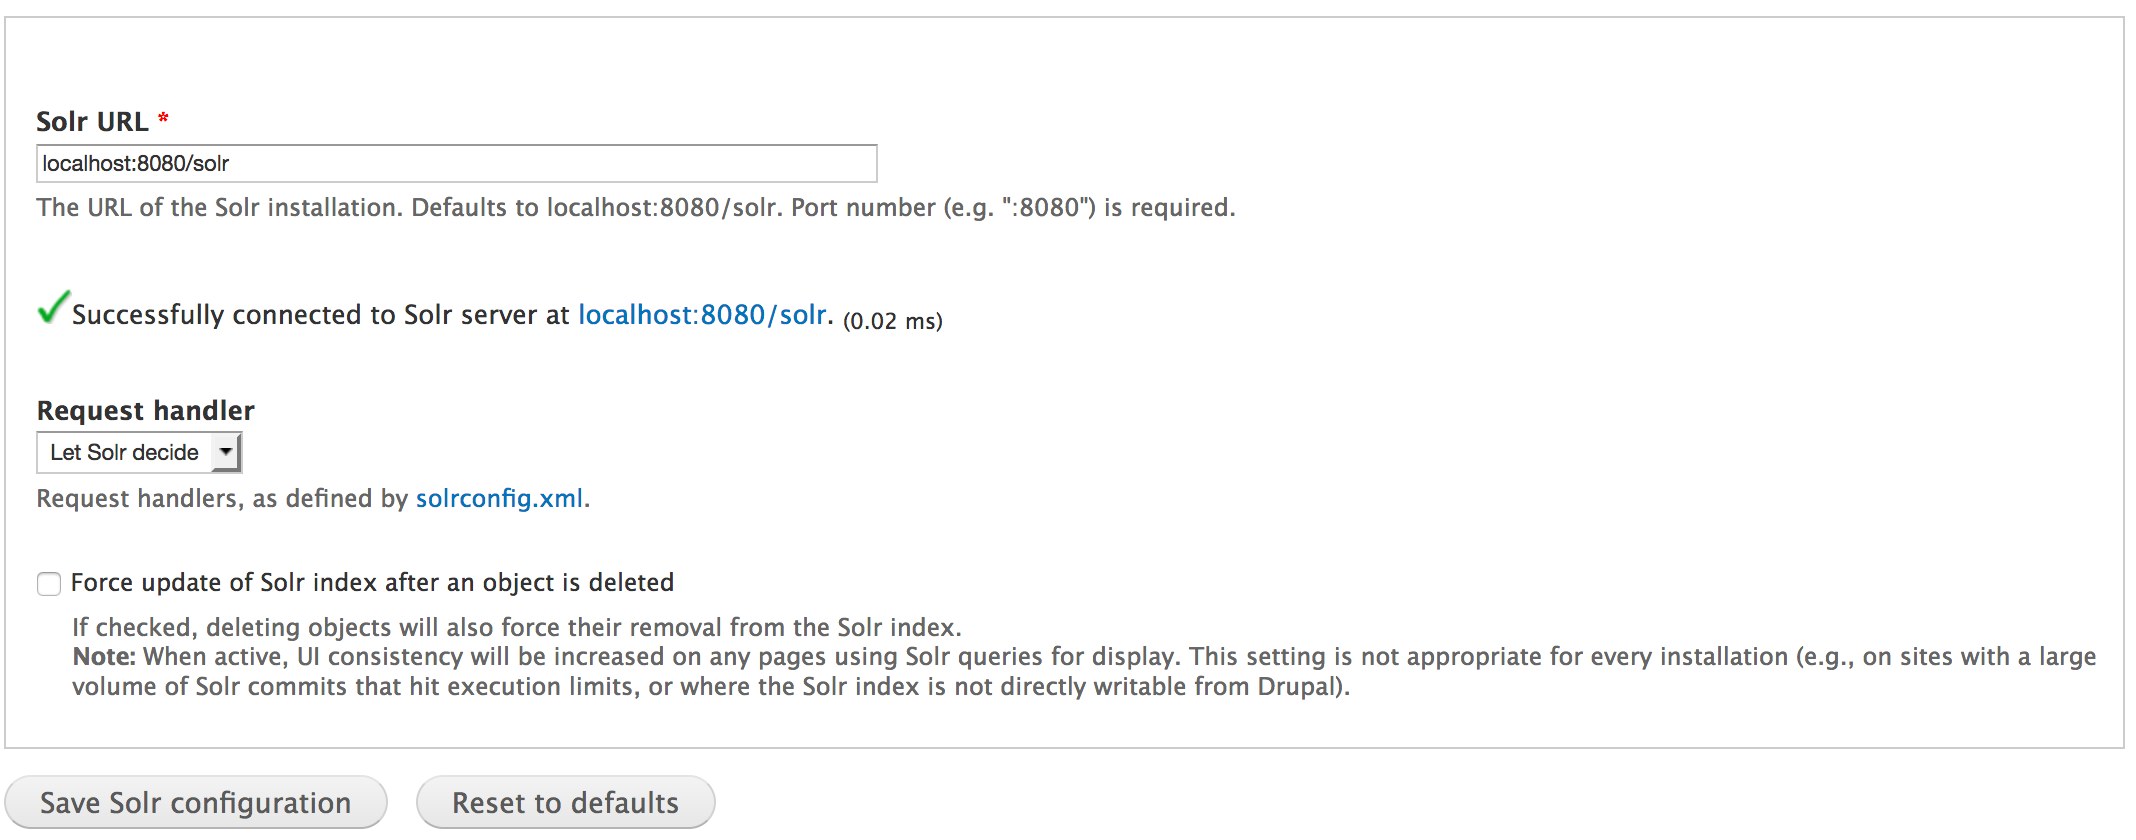 Solr URL *
localhost:8080/solr
The URL of the Solr installation. Defaults to localhost:8080/solr. Port number (e.g. ":8080") is required.
Successfully connected to Solr server at localhost:8080/solr. (0.02 ms)
Request handler
Let Solr decide
Request handlers, as defined by solrconfig.xml.
Force update of Solr index after an object is deleted
If checked, deleting objects will also force their removal from the Solr index.
Note: When active, UI consistency will be increased on any pages using Solr queries for display. This setting is not appropriate for every installation (e.g., on sites with a large
volume of Solr commits that hit execution limits, or where the Solr index is not directly writable from Drupal).
Save Solr configuration
Reset to defaults